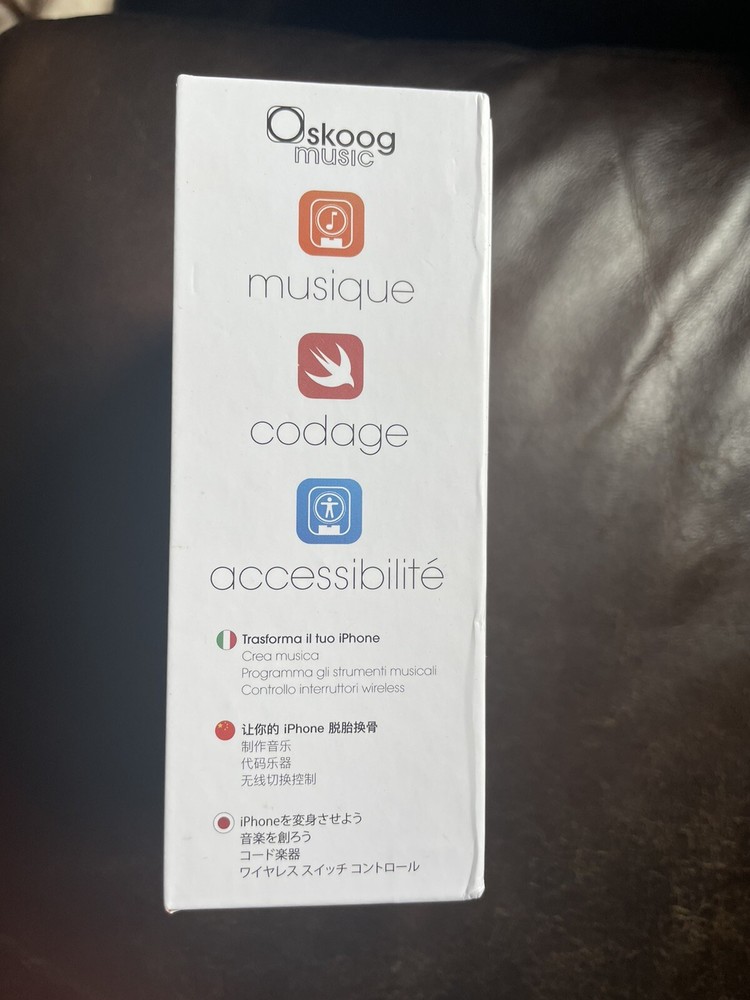 skoog
music
musique
codage
accessibilité
Trasforma il tuo iPhone
Crea musica
Programma gli strumenti musicali
Controllo interruttori wireless
让你的 iPhone 脱胎换骨
制作音乐
代码乐器
无线切换控制
iPhoneを変身させよう
音楽を創ろう
コード楽器
ワイヤレス スイッチ コントロール